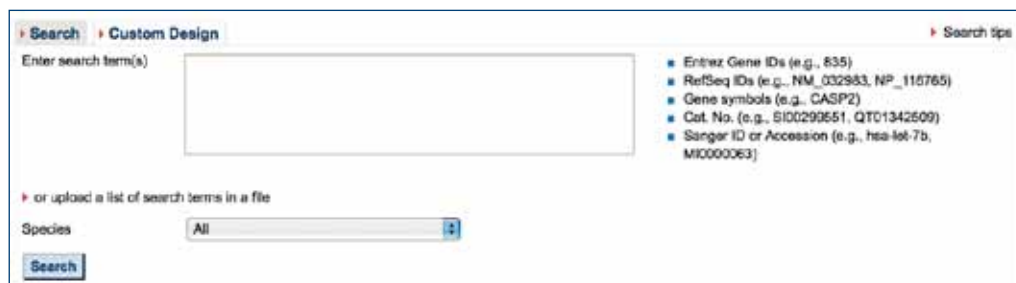 Search Custom Design Search tips
Enter search term(s)
Entrez Gene IDs (e.g., 835)
RefSeq IDs (e.g., NM_032983, NP_116765)
Gene symbols (e.g., CASP2)
Cat. No. (e.g., SI00299551, QT01342509)
Sanger ID or Accession (e.g., hsa-let-7b,
MI0000063)
or upload a list of search terms in a file
Species All
Search